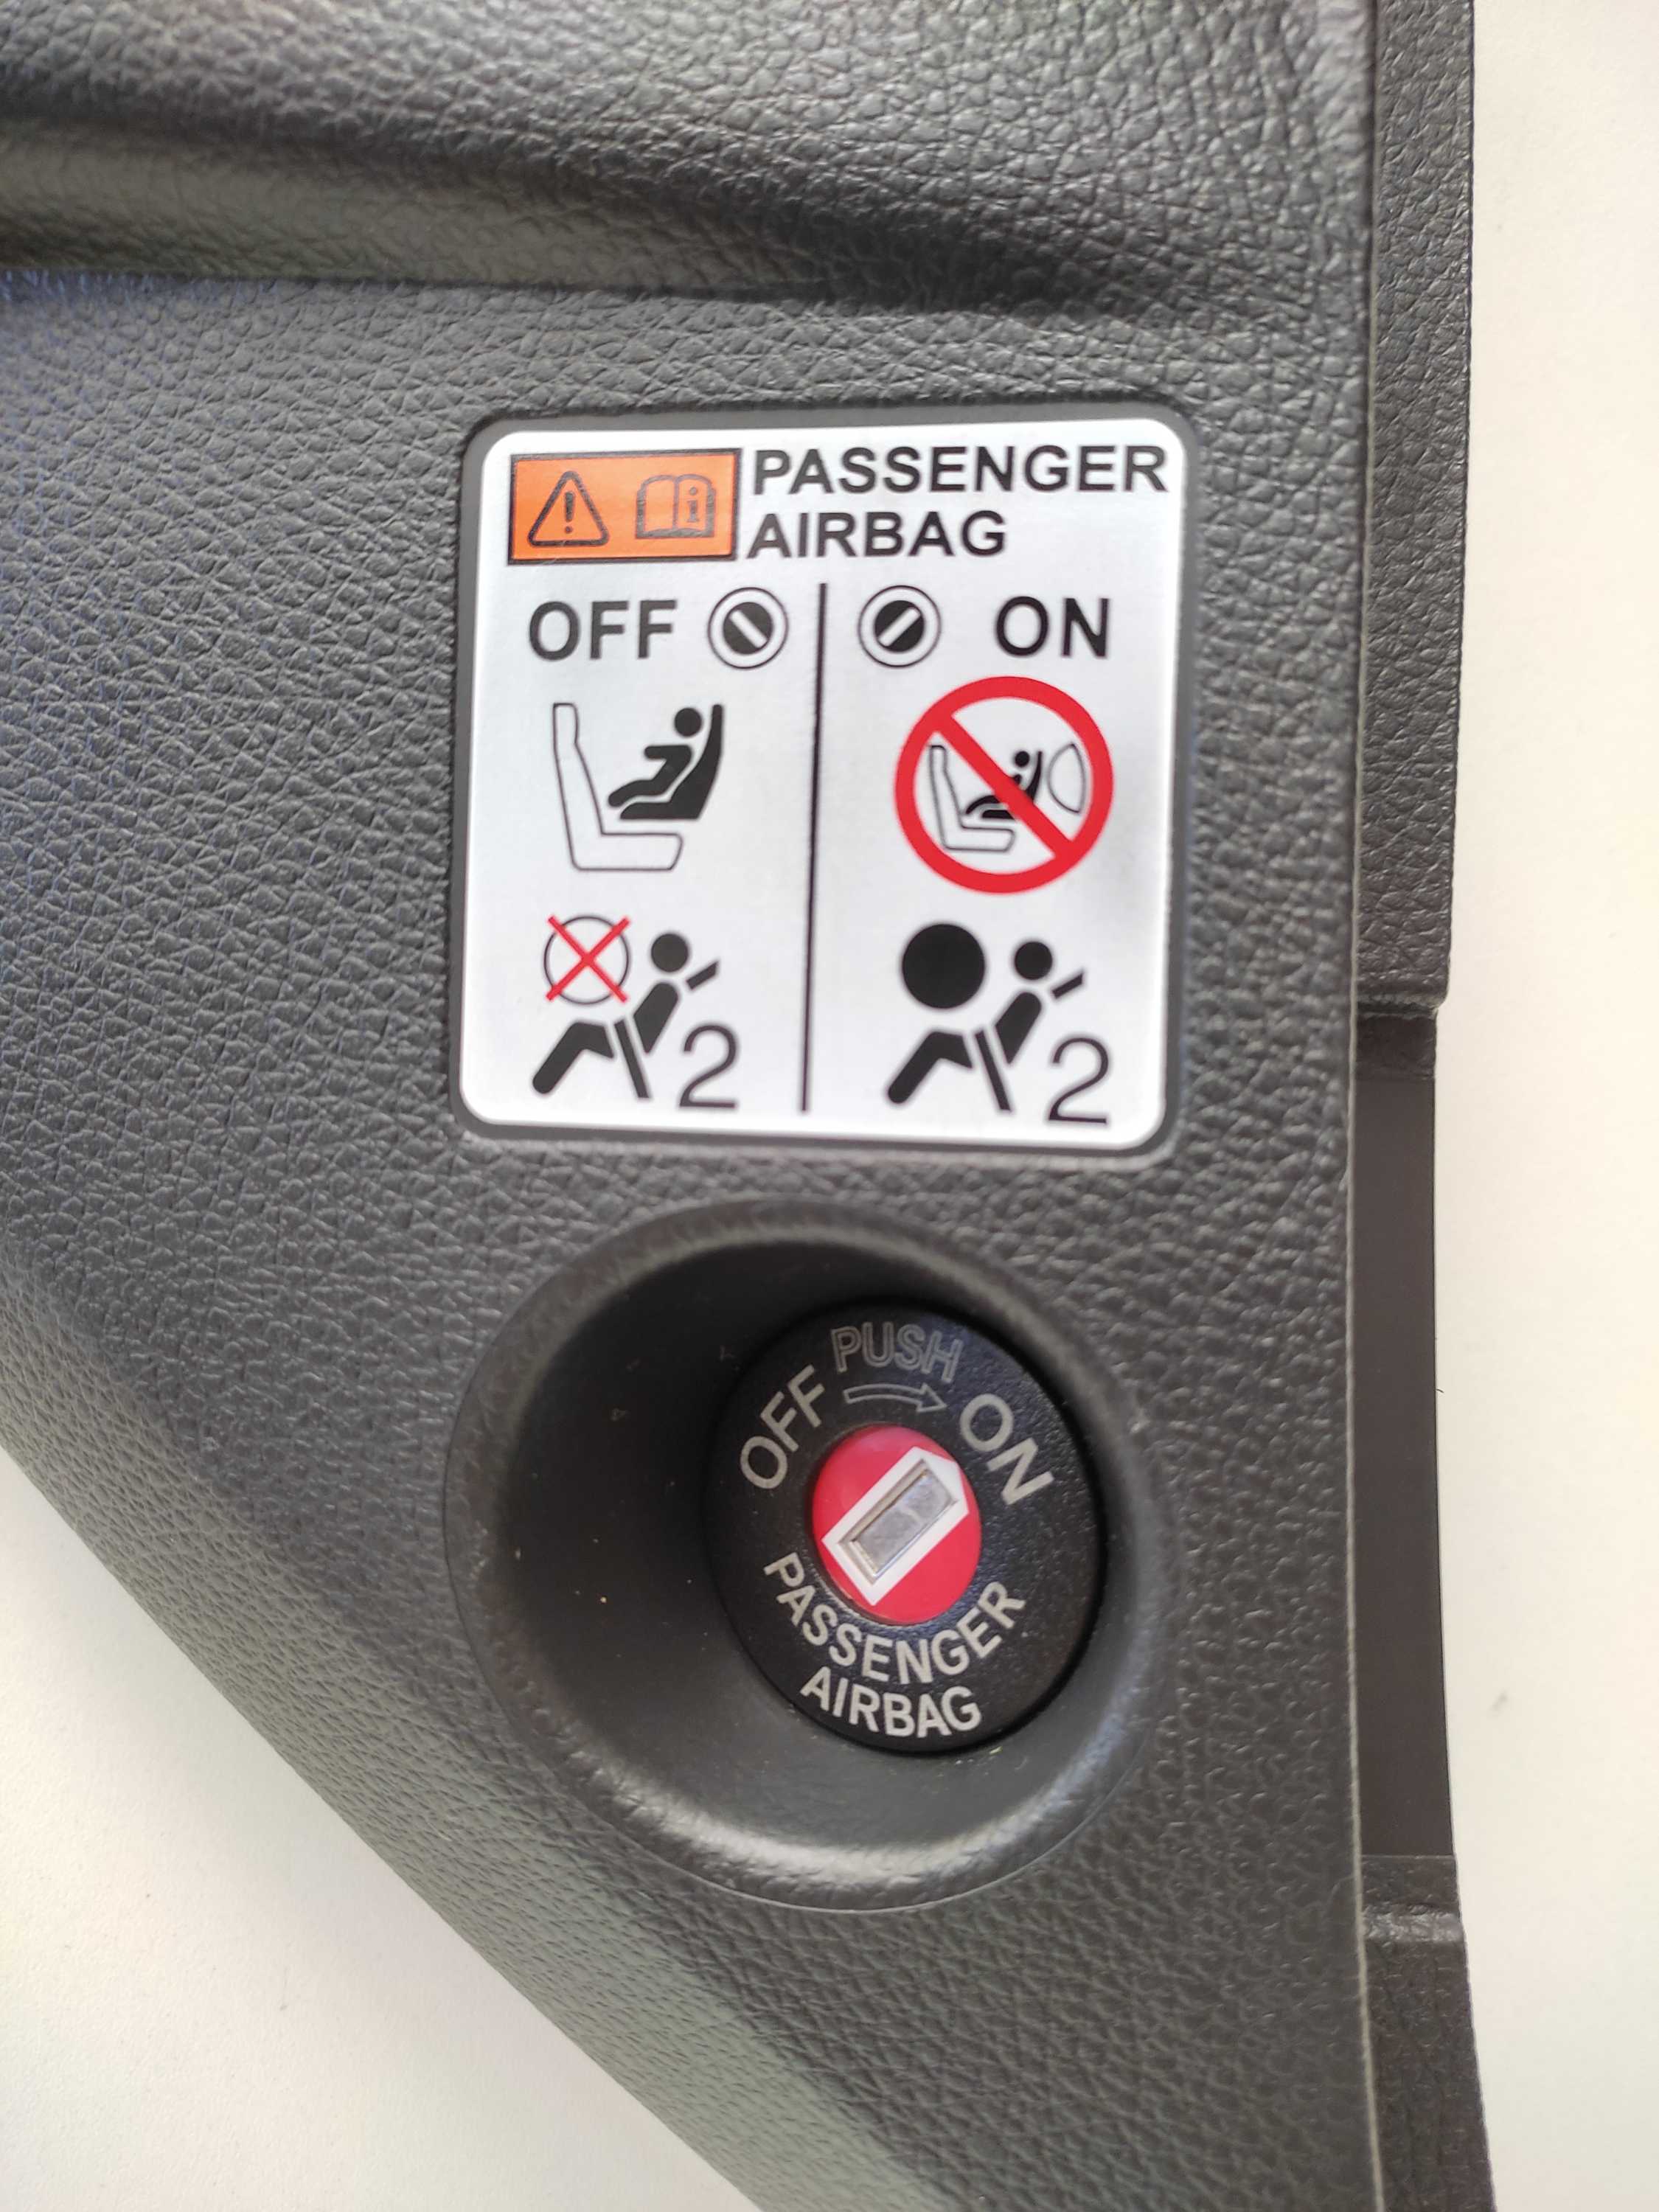 PASSENGER
AIRBAG
OFF ON
2 2
PUSH
OFF ON
PASSENGER
AIRBAG